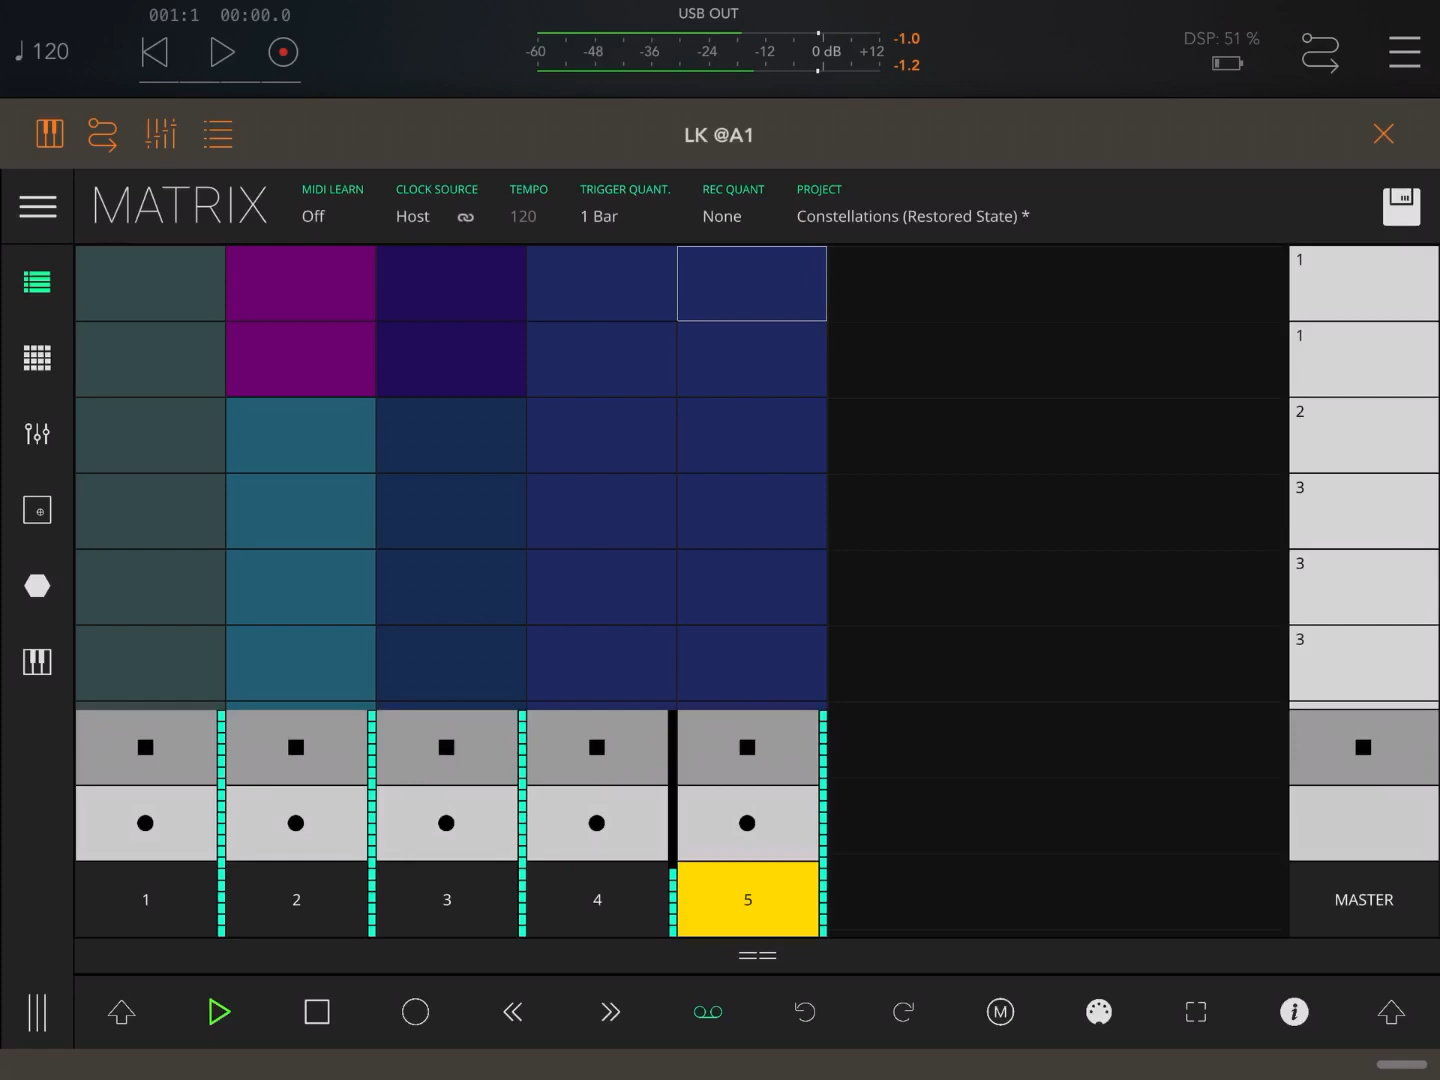 001:1 00:00.0
120
USB OUT
-60 -48 -36 -24 -12 0 dB +12
-1.0
-1.2
DSP: 51 %
LK @A1
MATRIX
MIDI LEARN
Off
CLOCK SOURCE
Host
TEMPO
120
TRIGGER QUANT.
1 Bar
REC QUANT
None
PROJECT
Constellations (Restored State) *
1
1
2
3
3
3
1 2 3 4 5 MASTER
M
i